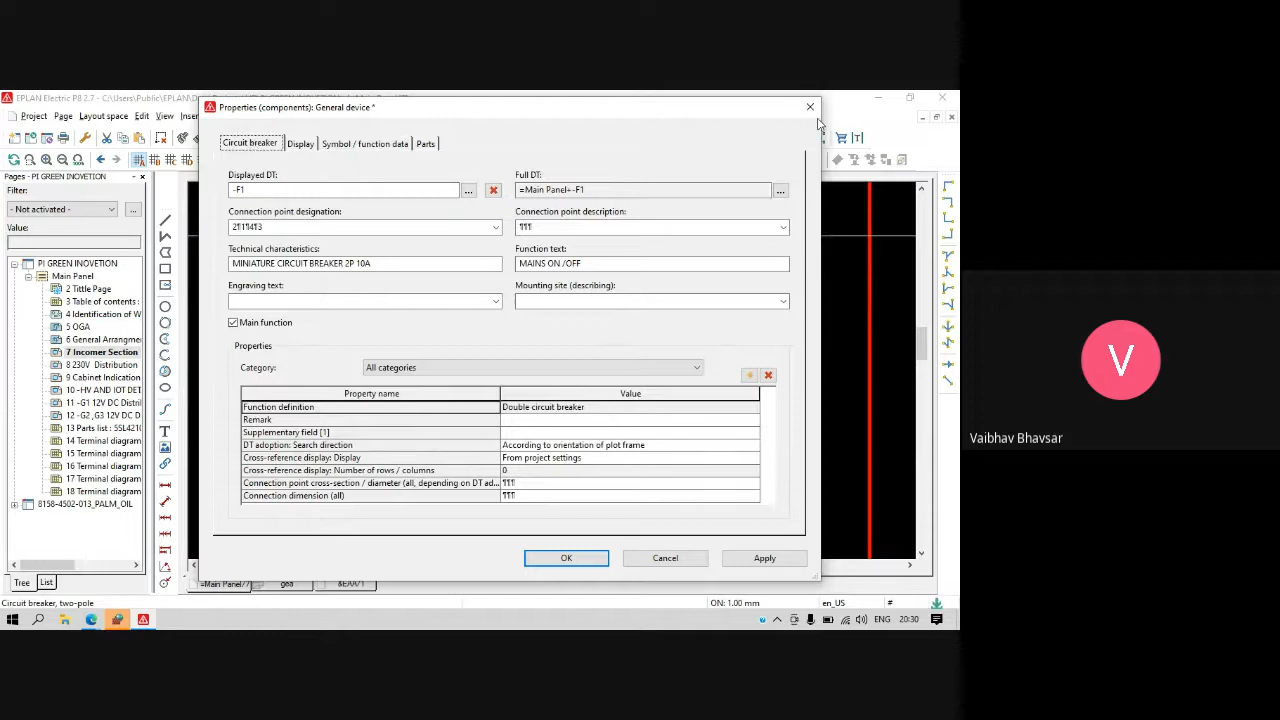 EPLAN Electric P8 2.7 - C:\Users\Public\EPLAN\D
Properties (components): General device *
Project Page Layout space Edit View Inser
Pages - PI GREEN INOVETION
Filter:
- Not activated - ...
Value:
PI GREEN INOVETION
Main Panel
2 Tittle Page
3 Table of contents :
4 Identification of W
5 OGA
6 General Arrangme
7 Incomer Section
8 230V Distribution
9 Cabinet Indication
10 -HV AND IOT DET
11 -G1 12V DC Distri
12 -G2 ,G3 12V DC D
13 Parts list : 5SL421
14 Terminal diagram
15 Terminal diagram
16 Terminal diagram
17 Terminal diagram
18 Terminal diagram
8158-4502-013_PALM_OIL
Tree List
Circuit breaker Display Symbol / function data Parts
Displayed DT: Full DT:
-F1 ... =Main Panel+-F1 ...
Connection point designation: Connection point description:
2¶1¶4¶3 ¶¶¶
Technical characteristics: Function text:
MINIATURE CIRCUIT BREAKER 2P 10A MAINS ON /OFF
Engraving text: Mounting site (describing):
Main function
Properties
Category: All categories
Property name Value
Function definition Double circuit breaker
Remark
Supplementary field [1]
DT adoption: Search direction According to orientation of plot frame
Cross-reference display: Display From project settings
Cross-reference display: Number of rows / columns 0
Connection point cross-section / diameter (all, depending on DT ad... ¶¶¶
Connection dimension (all) ¶¶¶
OK Cancel Apply
=Main Panel/7 goa &EAA/1
Circuit breaker, two-pole ON: 1.00 mm en_US #
ENG 20:30
V
Vaibhav Bhavsar